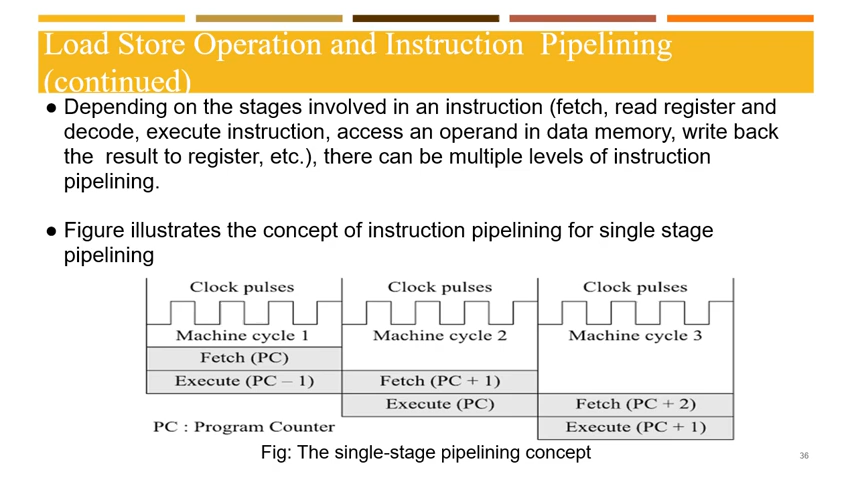 Load Store Operation and Instruction Pipelining
(continued)
● Depending on the stages involved in an instruction (fetch, read register and
decode, execute instruction, access an operand in data memory, write back
the result to register, etc.), there can be multiple levels of instruction
pipelining.
● Figure illustrates the concept of instruction pipelining for single stage
pipelining
Clock pulses Clock pulses Clock pulses
Machine cycle 1 Machine cycle 2 Machine cycle 3
Fetch (PC)
Execute (PC – 1) Fetch (PC + 1)
Execute (PC) Fetch (PC + 2)
PC : Program Counter Execute (PC + 1)
Fig: The single-stage pipelining concept
36